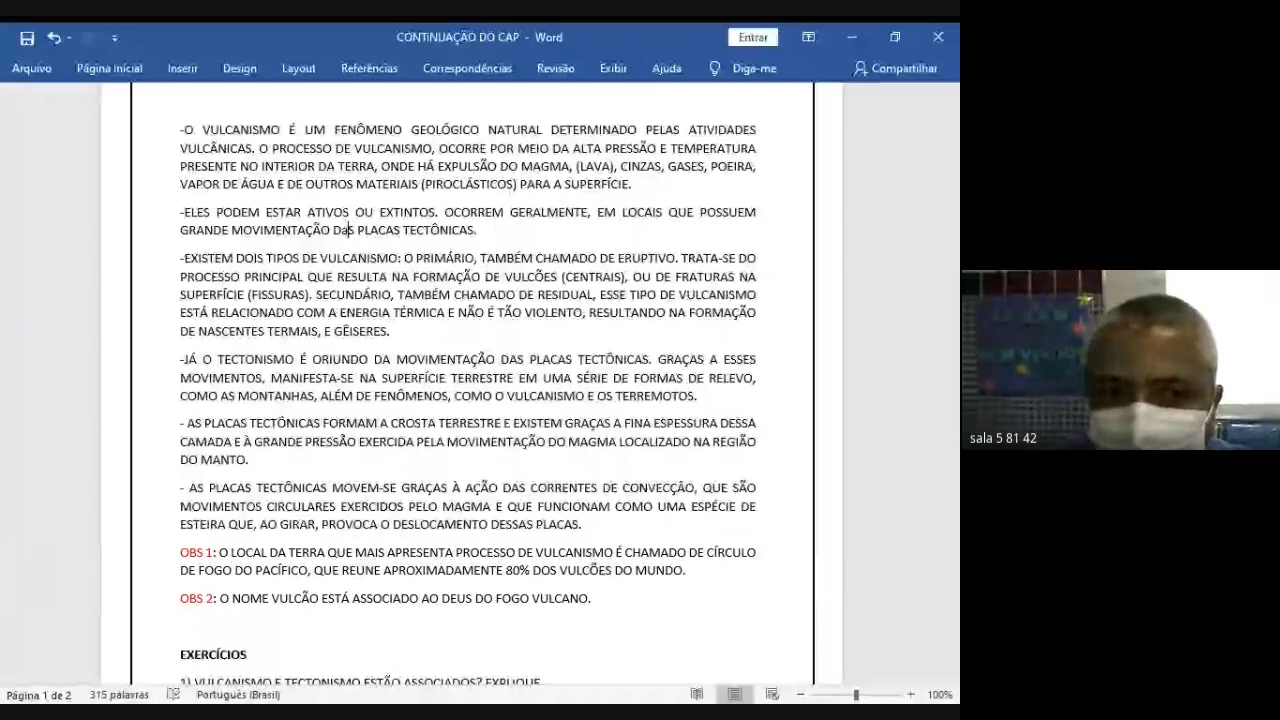 CONTINUAÇÃO DO CAP - Word
Entrar
Arquivo Página Inicial Inserir Design Layout Referências Correspondências Revisão Exibir Ajuda Diga-me Compartilhar
-O VULCANISMO É UM FENÔMENO GEOLÓGICO NATURAL DETERMINADO PELAS ATIVIDADES
VULCÂNICAS. O PROCESSO DE VULCANISMO, OCORRE POR MEIO DA ALTA PRESSÃO E TEMPERATURA
PRESENTE NO INTERIOR DA TERRA, ONDE HÁ EXPULSÃO DO MAGMA, (LAVA), CINZAS, GASES, POEIRA,
VAPOR DE ÁGUA E DE OUTROS MATERIAIS (PIROCLÁSTICOS) PARA A SUPERFÍCIE.
-ELES PODEM ESTAR ATIVOS OU EXTINTOS. OCORREM GERALMENTE, EM LOCAIS QUE POSSUEM
GRANDE MOVIMENTAÇÃO DaS PLACAS TECTÔNICAS.
-EXISTEM DOIS TIPOS DE VULCANISMO: O PRIMÁRIO, TAMBÉM CHAMADO DE ERUPTIVO. TRATA-SE DO
PROCESSO PRINCIPAL QUE RESULTA NA FORMAÇÃO DE VULCÕES (CENTRAIS), OU DE FRATURAS NA
SUPERFÍCIE (FISSURAS). SECUNDÁRIO, TAMBÉM CHAMADO DE RESIDUAL, ESSE TIPO DE VULCANISMO
ESTÁ RELACIONADO COM A ENERGIA TÉRMICA E NÃO É TÃO VIOLENTO, RESULTANDO NA FORMAÇÃO
DE NASCENTES TERMAIS, E GÊISERES.
-JÁ O TECTONISMO É ORIUNDO DA MOVIMENTAÇÃO DAS PLACAS TECTÔNICAS. GRAÇAS A ESSES
MOVIMENTOS, MANIFESTA-SE NA SUPERFÍCIE TERRESTRE EM UMA SÉRIE DE FORMAS DE RELEVO,
COMO AS MONTANHAS, ALÉM DE FENÔMENOS, COMO O VULCANISMO E OS TERREMOTOS.
- AS PLACAS TECTÔNICAS FORMAM A CROSTA TERRESTRE E EXISTEM GRAÇAS A FINA ESPESSURA DESSA
CAMADA E À GRANDE PRESSÃO EXERCIDA PELA MOVIMENTAÇÃO DO MAGMA LOCALIZADO NA REGIÃO
DO MANTO.
- AS PLACAS TECTÔNICAS MOVEM-SE GRAÇAS À AÇÃO DAS CORRENTES DE CONVECÇÃO, QUE SÃO
MOVIMENTOS CIRCULARES EXERCIDOS PELO MAGMA E QUE FUNCIONAM COMO UMA ESPÉCIE DE
ESTEIRA QUE, AO GIRAR, PROVOCA O DESLOCAMENTO DESSAS PLACAS.
OBS 1: O LOCAL DA TERRA QUE MAIS APRESENTA PROCESSO DE VULCANISMO É CHAMADO DE CÍRCULO
DE FOGO DO PACÍFICO, QUE REUNE APROXIMADAMENTE 80% DOS VULCÕES DO MUNDO.
OBS 2: O NOME VULCÃO ESTÁ ASSOCIADO AO DEUS DO FOGO VULCANO.
EXERCÍCIOS
1) VULCANISMO E TECTONISMO ESTÃO ASSOCIADOS? EXPLIQUE
Página 1 de 2 315 palavras Português (Brasil) 100%
sala 5 81 42